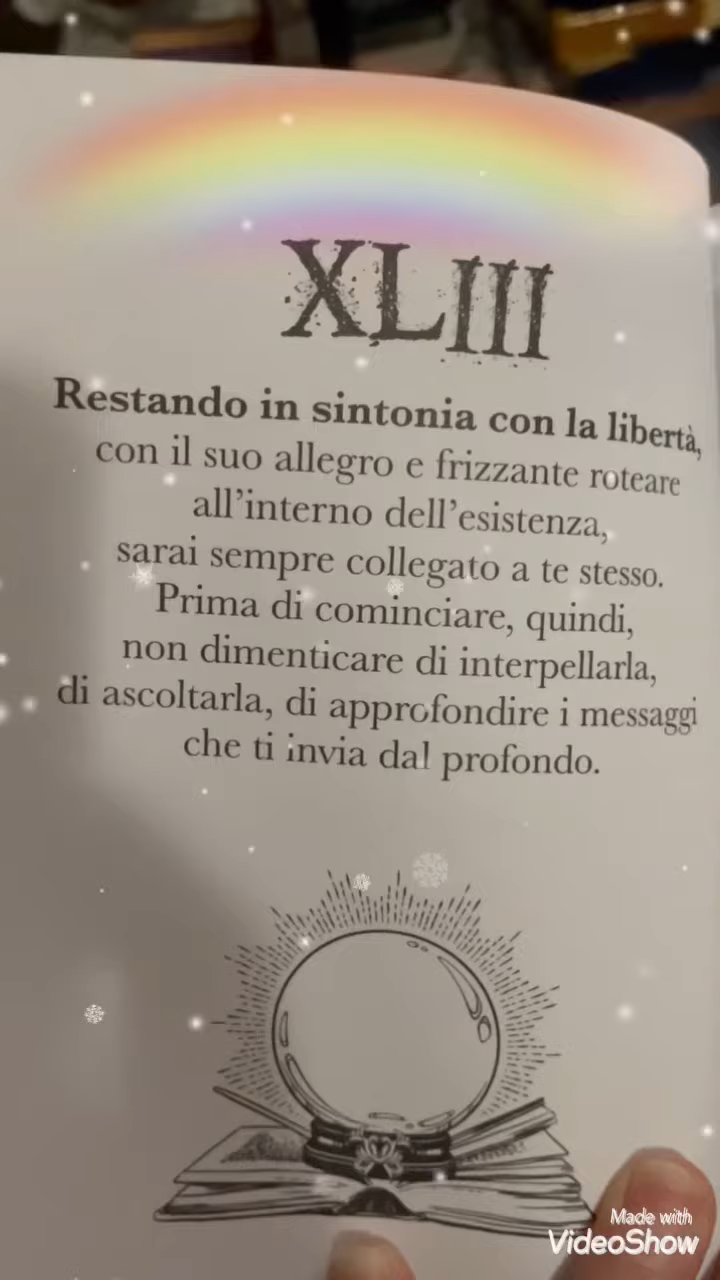 XLIII
Restando in sintonia con la libertà,
con il suo allegro e frizzante roteare
all'interno dell'esistenza,
sarai sempre collegato a te stesso.
Prima di cominciare, quindi,
non dimenticare di interpellarla,
di ascoltarla, di approfondire i messaggi
che ti invia dal profondo.
Made with
VideoShow